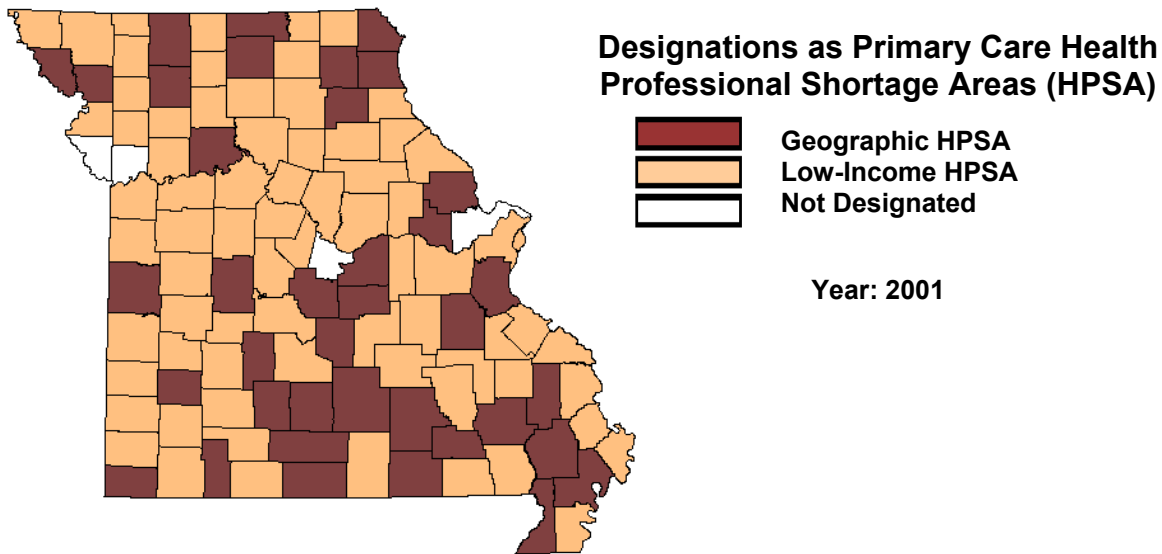 Designations as Primary Care Health
Professional Shortage Areas (HPSA)
Geographic HPSA
Low-Income HPSA
Not Designated
Year: 2001